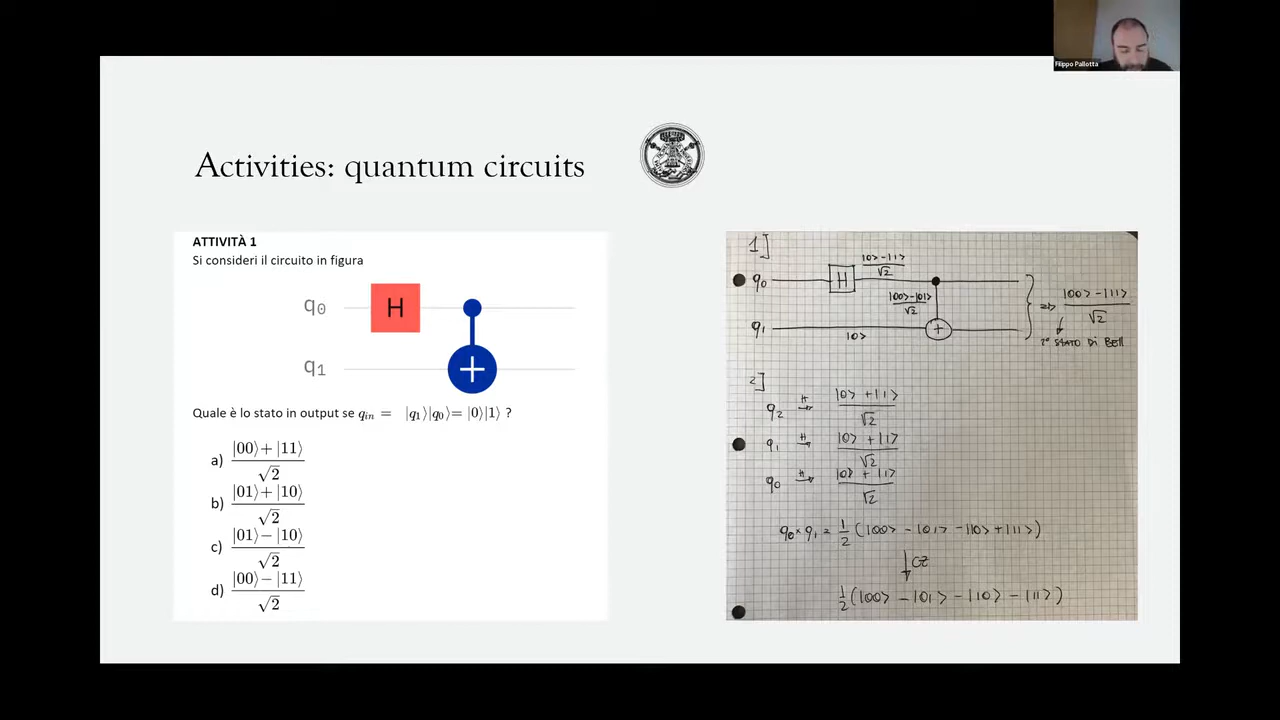 Filippo Pallotta
Activities: quantum circuits
ATTIVITÀ 1
Si consideri il circuito in figura
q₀ H
q₁ +
Quale è lo stato in output se qᵢₙ = |q₁⟩|q₀⟩= |0⟩|1⟩ ?
a) |00⟩+|11⟩
√2
b) |01⟩+|10⟩
√2
c) |01⟩−|10⟩
√2
d) |00⟩−|11⟩
√2
1]
|0>-|1>
√2
q₀ H
|00>-|01>
√2
q₁ |0> +
=> |00>-|11>
√2
2° STATO DI BELL
2]
q₂ H→ |0>+|1>
√2
q₁ H→ |0>+|1>
√2
q₀ H→ |0>+|1>
√2
q₀×q₁ = 1/2 (|00> - |01> - |10> + |11>)
↓ CZ
1/2 (|00> - |01> - |10> - |11>)